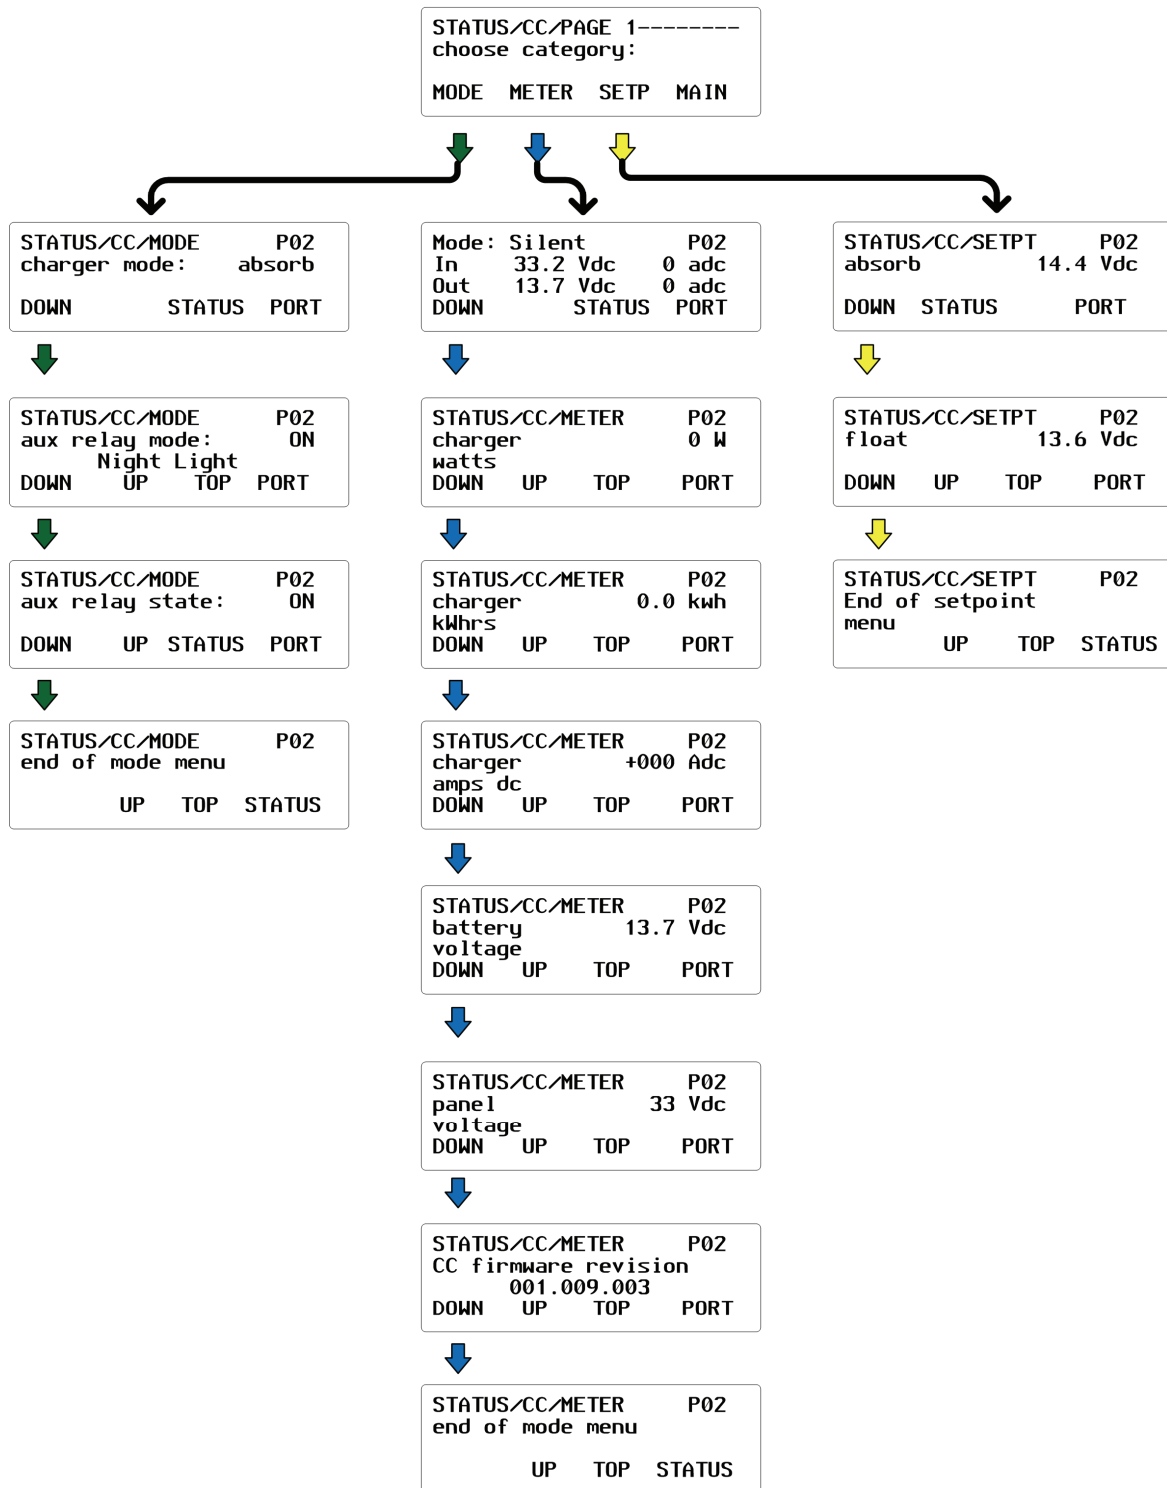 STATUS/CC/PAGE 1--------
choose category:
MODE METER SETP MAIN
STATUS/CC/MODE P02
charger mode: absorb
DOWN STATUS PORT
STATUS/CC/MODE P02
aux relay mode: ON
Night Light
DOWN UP TOP PORT
STATUS/CC/MODE P02
aux relay state: ON
DOWN UP STATUS PORT
STATUS/CC/MODE P02
end of mode menu
UP TOP STATUS
Mode: Silent P02
In 33.2 Vdc 0 adc
Out 13.7 Vdc 0 adc
DOWN STATUS PORT
STATUS/CC/METER P02
charger 0 W
watts
DOWN UP TOP PORT
STATUS/CC/METER P02
charger 0.0 kwh
kWhrs
DOWN UP TOP PORT
STATUS/CC/METER P02
charger +000 Adc
amps dc
DOWN UP TOP PORT
STATUS/CC/METER P02
battery 13.7 Vdc
voltage
DOWN UP TOP PORT
STATUS/CC/METER P02
panel 33 Vdc
voltage
DOWN UP TOP PORT
STATUS/CC/METER P02
CC firmware revision
001.009.003
DOWN UP TOP PORT
STATUS/CC/METER P02
end of mode menu
UP TOP STATUS
STATUS/CC/SETPT P02
absorb 14.4 Vdc
DOWN STATUS PORT
STATUS/CC/SETPT P02
float 13.6 Vdc
DOWN UP TOP PORT
STATUS/CC/SETPT P02
End of setpoint
menu
UP TOP STATUS